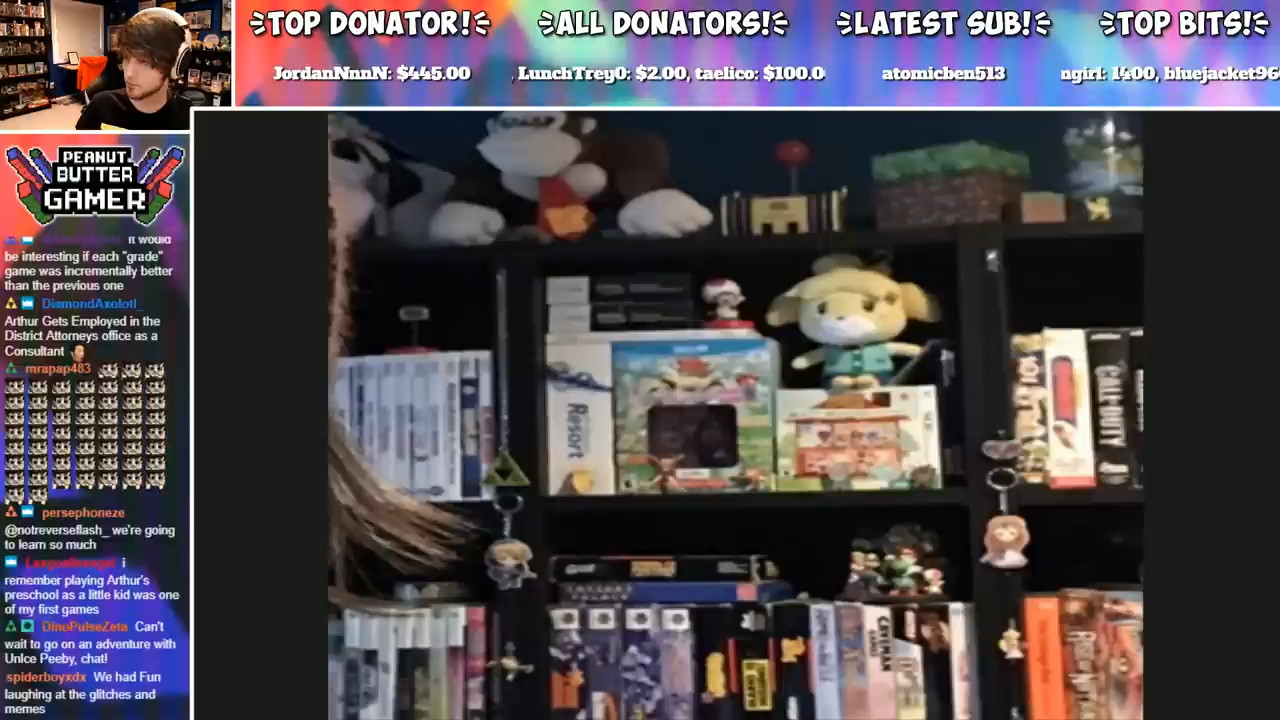 TOP DONATOR!
ALL DONATORS!
LATEST SUB!
TOP BITS!
JordanNnnN: $445.00
, LunchTrey0: $2.00, taelico: $100.0
atomicben513
ngirl: 1400, bluejacket96
PEANUT
BUTTER
GAMER
it would
be interesting if each "grade"
game was incrementally better
than the previous one
DiamondAxolotl_
Arthur Gets Employed in the
District Attorneys office as a
Consultant
mrapap483
persephoneze
@notreverseflash_ we're going
to learn so much
i
remember playing Arthur's
preschool as a little kid was one
of my first games
DinoPulseZeta Can't
wait to go on an adventure with
Unlce Peeby, chat!
spiderboyxdx We had Fun
laughing at the glitches and
memes
Resort
CALL OF DUTY